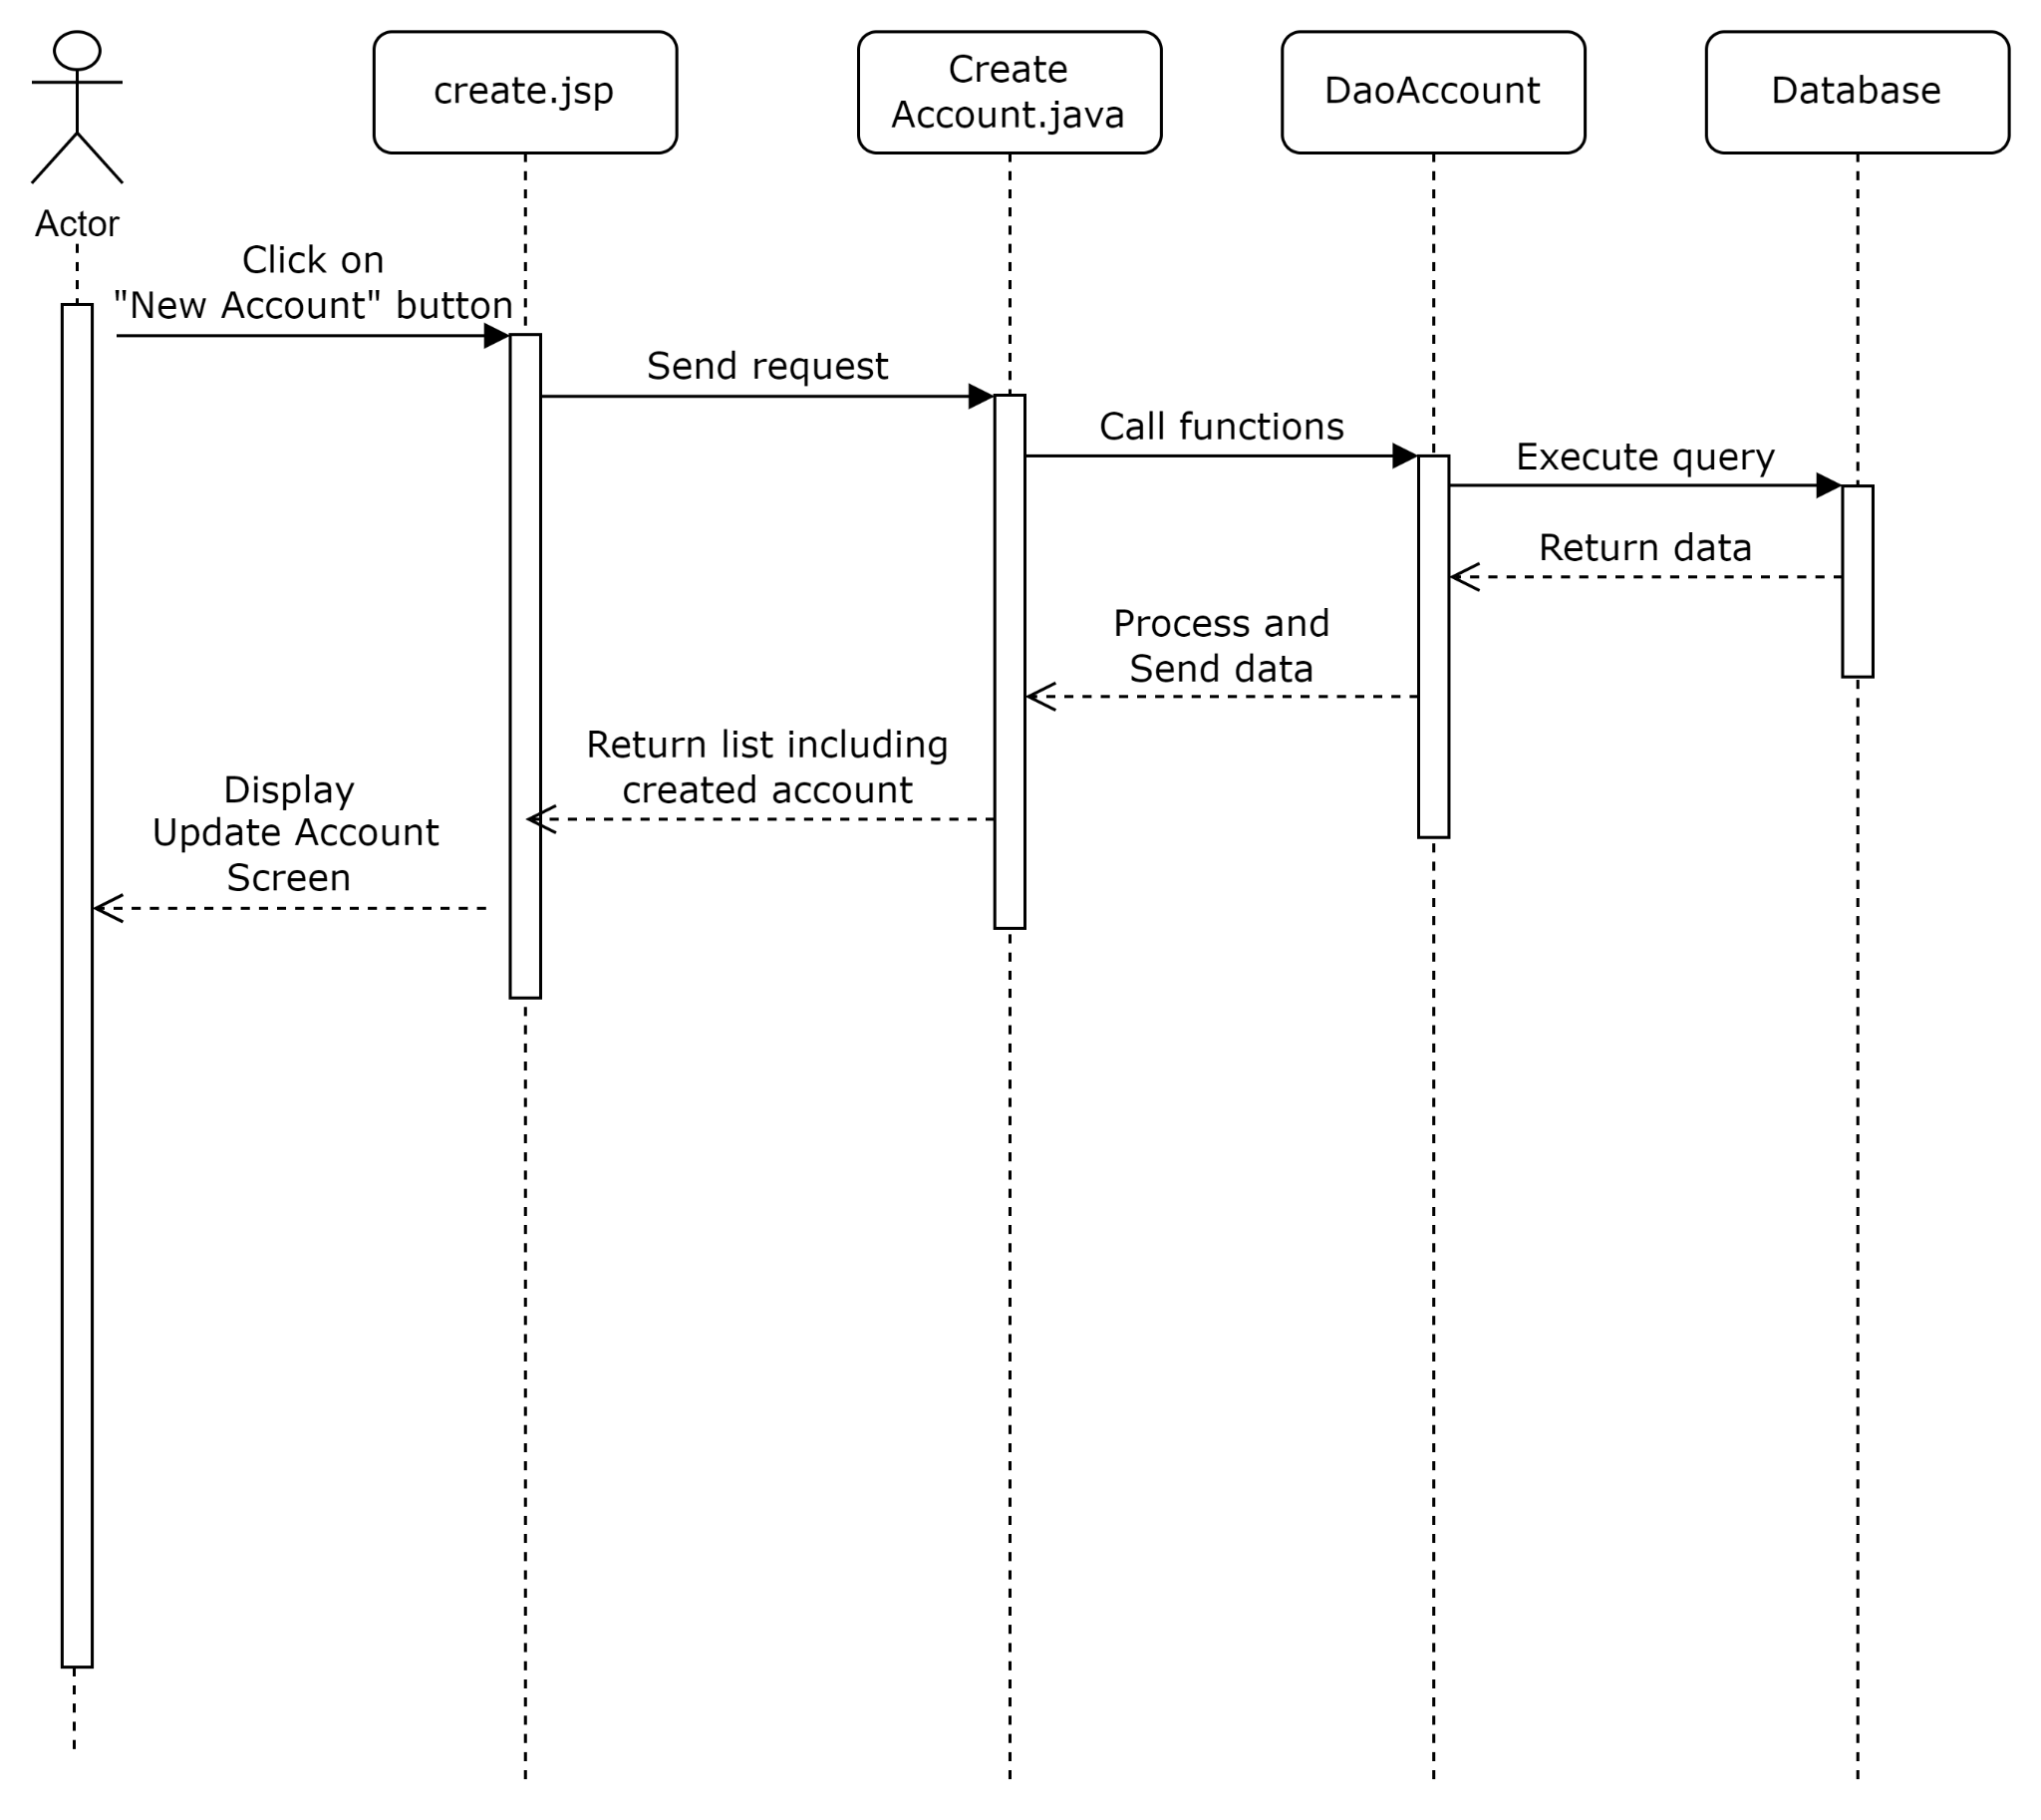 create.jsp
Create
Account.java
DaoAccount
Database
Actor
Click on
"New Account" button
Send request
Call functions
Execute query
Return data
Process and
Send data
Return list including
created account
Display
Update Account
Screen